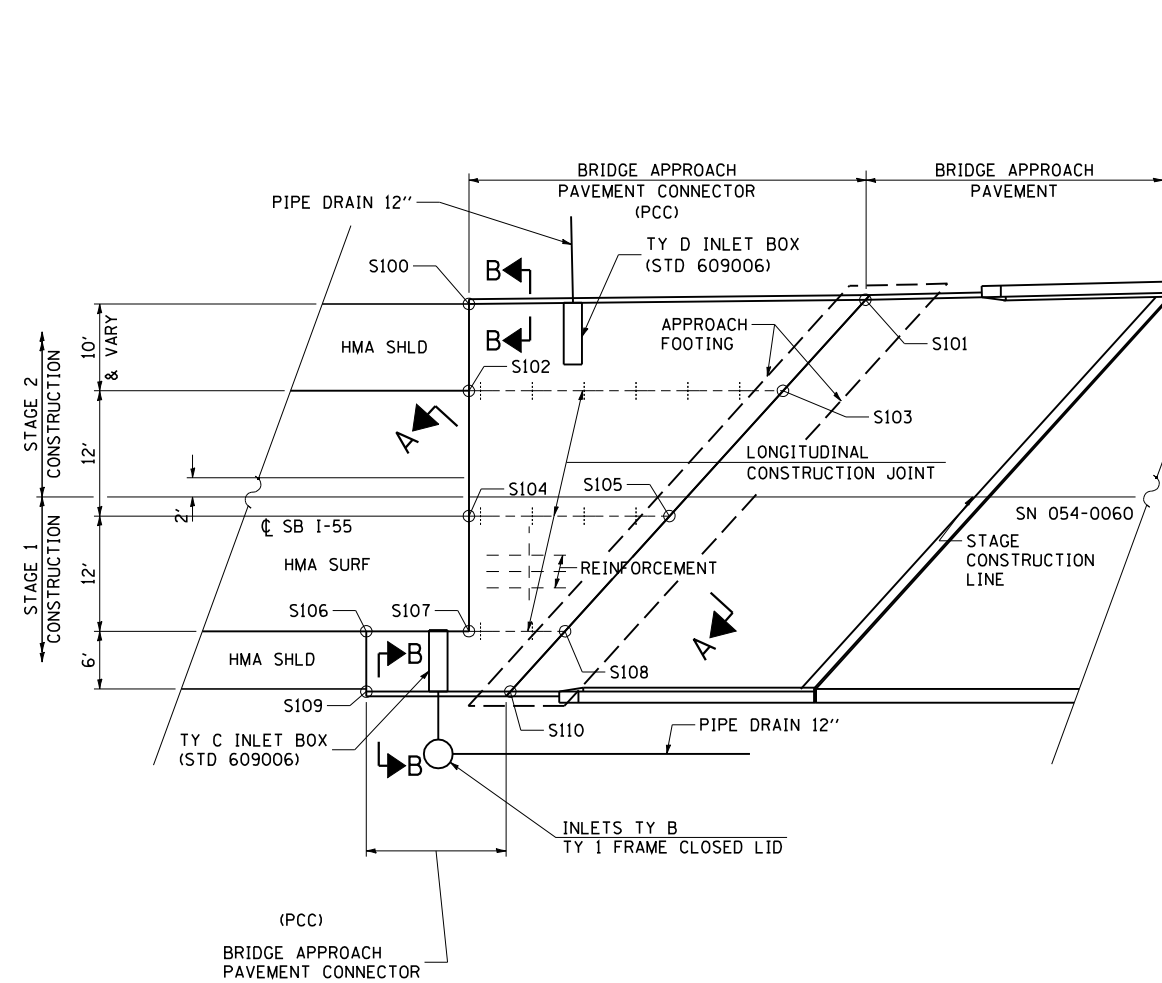 BRIDGE APPROACH
PAVEMENT CONNECTOR
(PCC)
BRIDGE APPROACH
PAVEMENT
PIPE DRAIN 12''
TY D INLET BOX
(STD 609006)
S100
B
B
APPROACH
FOOTING
S101
10'
& VARY
HMA SHLD
S102
S103
STAGE 2
CONSTRUCTION
A
12'
LONGITUDINAL
CONSTRUCTION JOINT
S104
S105
2'
℄ SB I-55
SN 054-0060
STAGE
CONSTRUCTION
LINE
HMA SURF
REINFORCEMENT
STAGE 1
CONSTRUCTION
12'
S106
S107
A
6'
HMA SHLD
B
S108
S109
S110
PIPE DRAIN 12''
TY C INLET BOX
(STD 609006)
B
INLETS TY B
TY 1 FRAME CLOSED LID
(PCC)
BRIDGE APPROACH
PAVEMENT CONNECTOR